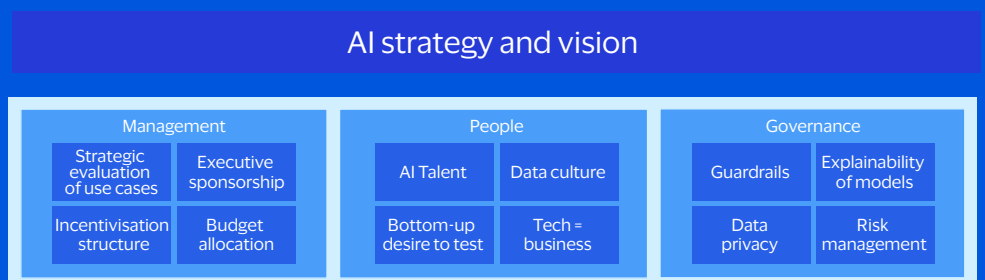 AI strategy and vision
Management
Strategic
evaluation
of use cases
Executive
sponsorship
Incentivisation
structure
Budget
allocation
People
AI Talent
Data culture
Bottom-up
desire to test
Tech =
business
Governance
Guardrails
Explainability
of models
Data
privacy
Risk
management